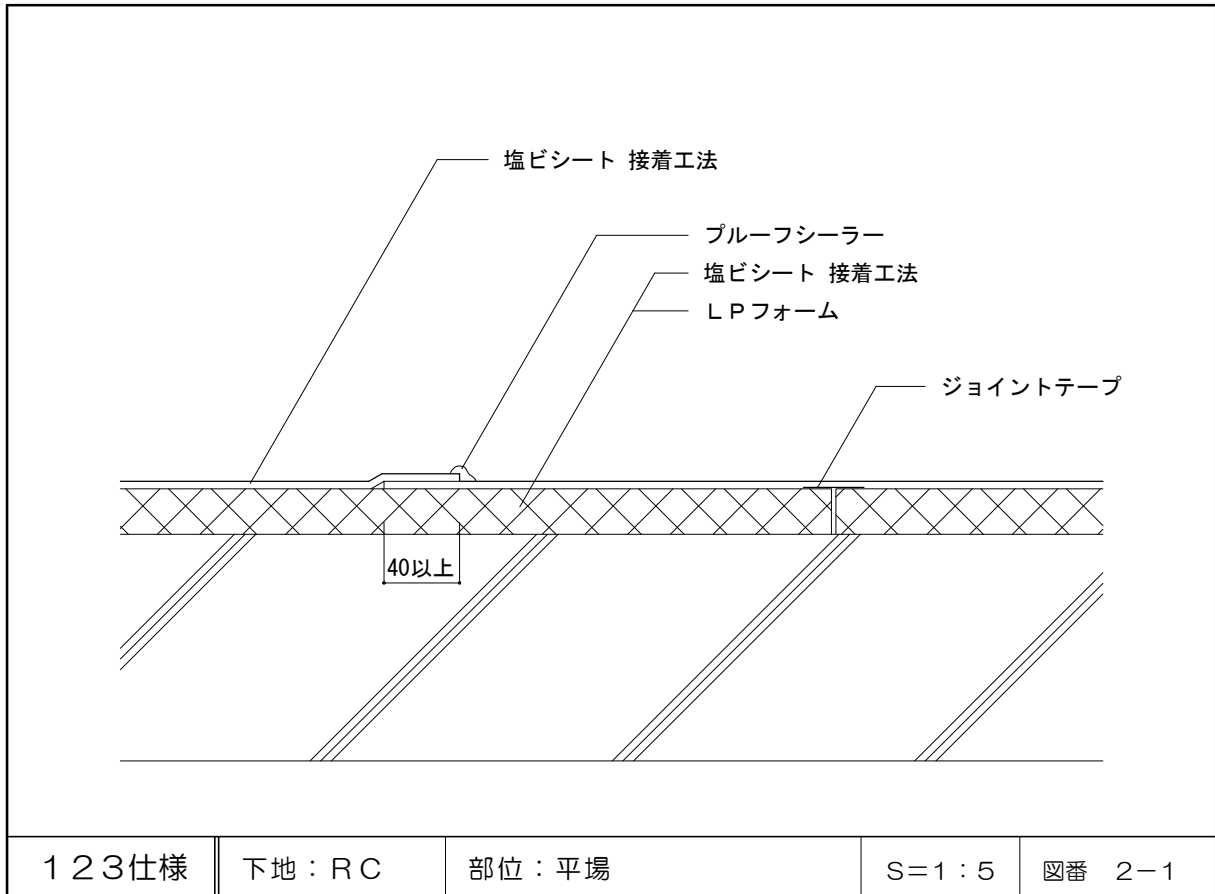 塩ビシート 接着工法
プルーフシーラー
塩ビシート 接着工法
LPフォーム
ジョイントテープ
40以上
123仕様 下地:RC 部位:平場 S=1:5 図番 2-1